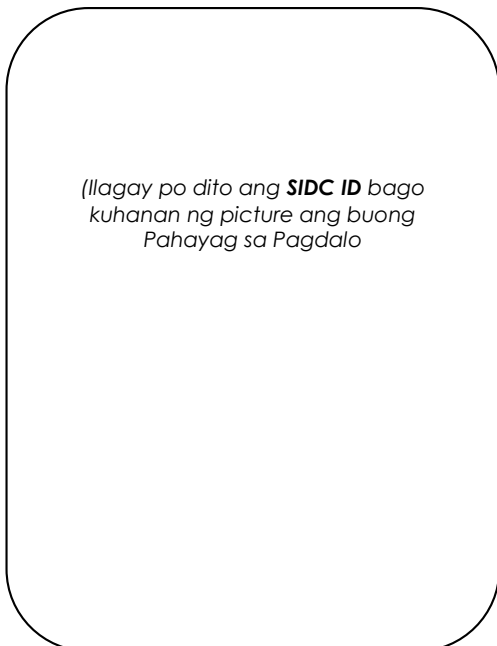 (Ilagay po dito ang SIDC ID bago
kuhanan ng picture ang buong
Pahayag sa Pagdalo